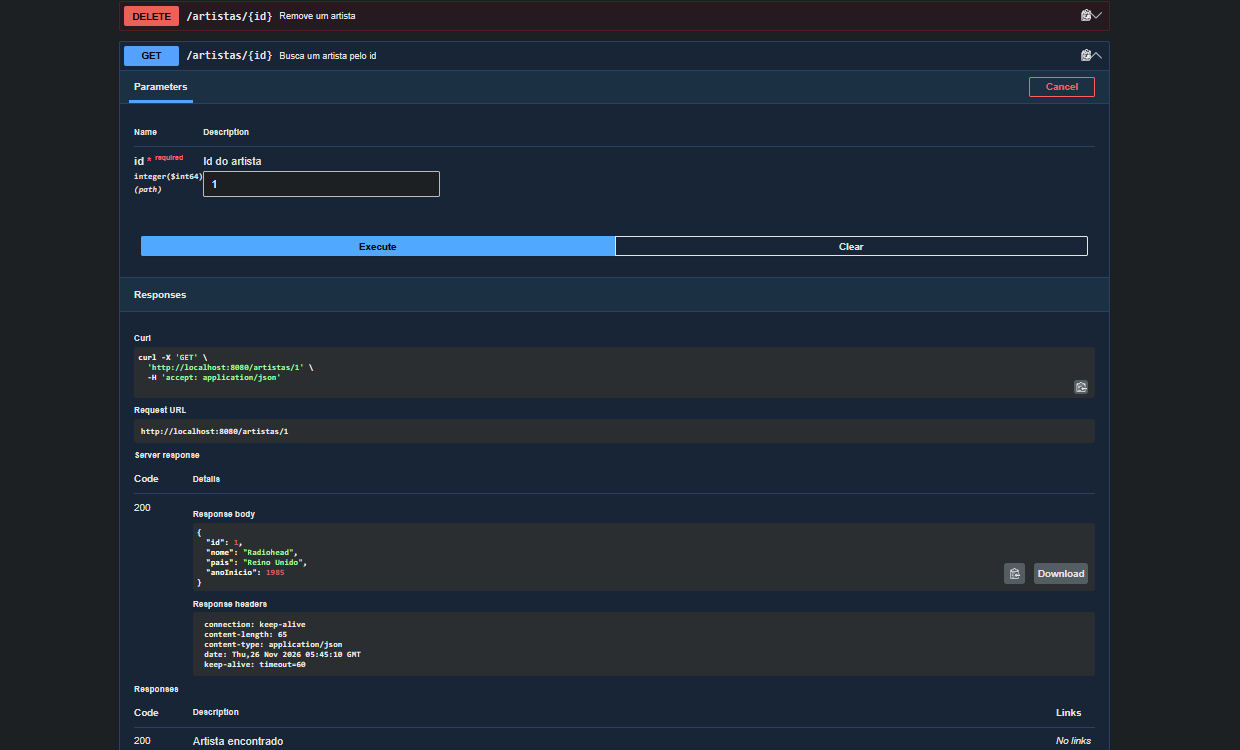 DELETE /artistas/{id} Remove um artista
GET /artistas/{id} Busca um artista pelo id
Parameters Cancel
Name Description
id * required Id do artista
integer($int64)
(path)
1
Execute Clear
Responses
Curl
curl -X 'GET' \
'http://localhost:8080/artistas/1' \
-H 'accept: application/json'
Request URL
http://localhost:8080/artistas/1
Server response
Code Details
200
Response body
{
"id": 1,
"nome": "Radiohead",
"pais": "Reino Unido",
"anoInicio": 1985
}
Download
Response headers
connection: keep-alive
content-length: 65
content-type: application/json
date: Thu,26 Nov 2026 05:45:10 GMT
keep-alive: timeout=60
Responses
Code Description Links
200 Artista encontrado No links